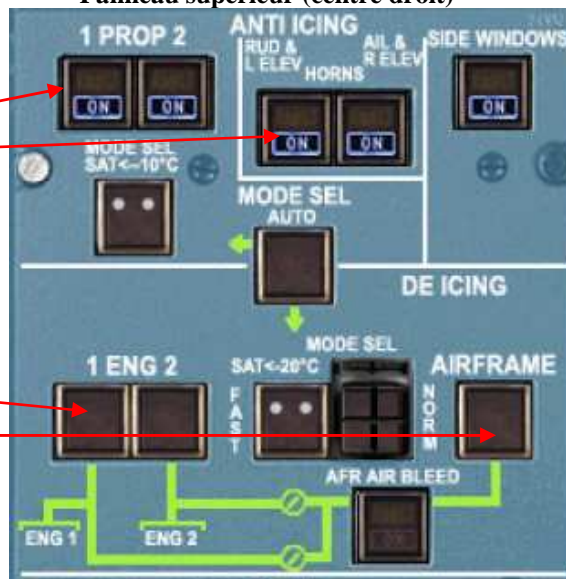 Panneau supérieur (centre droit)
ANTI ICING
1 PROP 2
RUD &
L ELEV
HORNS
AIL &
R ELEV
SIDE WINDOWS
ON
ON
ON
ON
ON
MODE SEL
SAT<-10°C
MODE SEL
AUTO
DE ICING
1 ENG 2
MODE SEL
SAT<-20°C
FAST
NORM
AIRFRAME
AFR AIR BLEED
ON
ENG 1
ENG 2